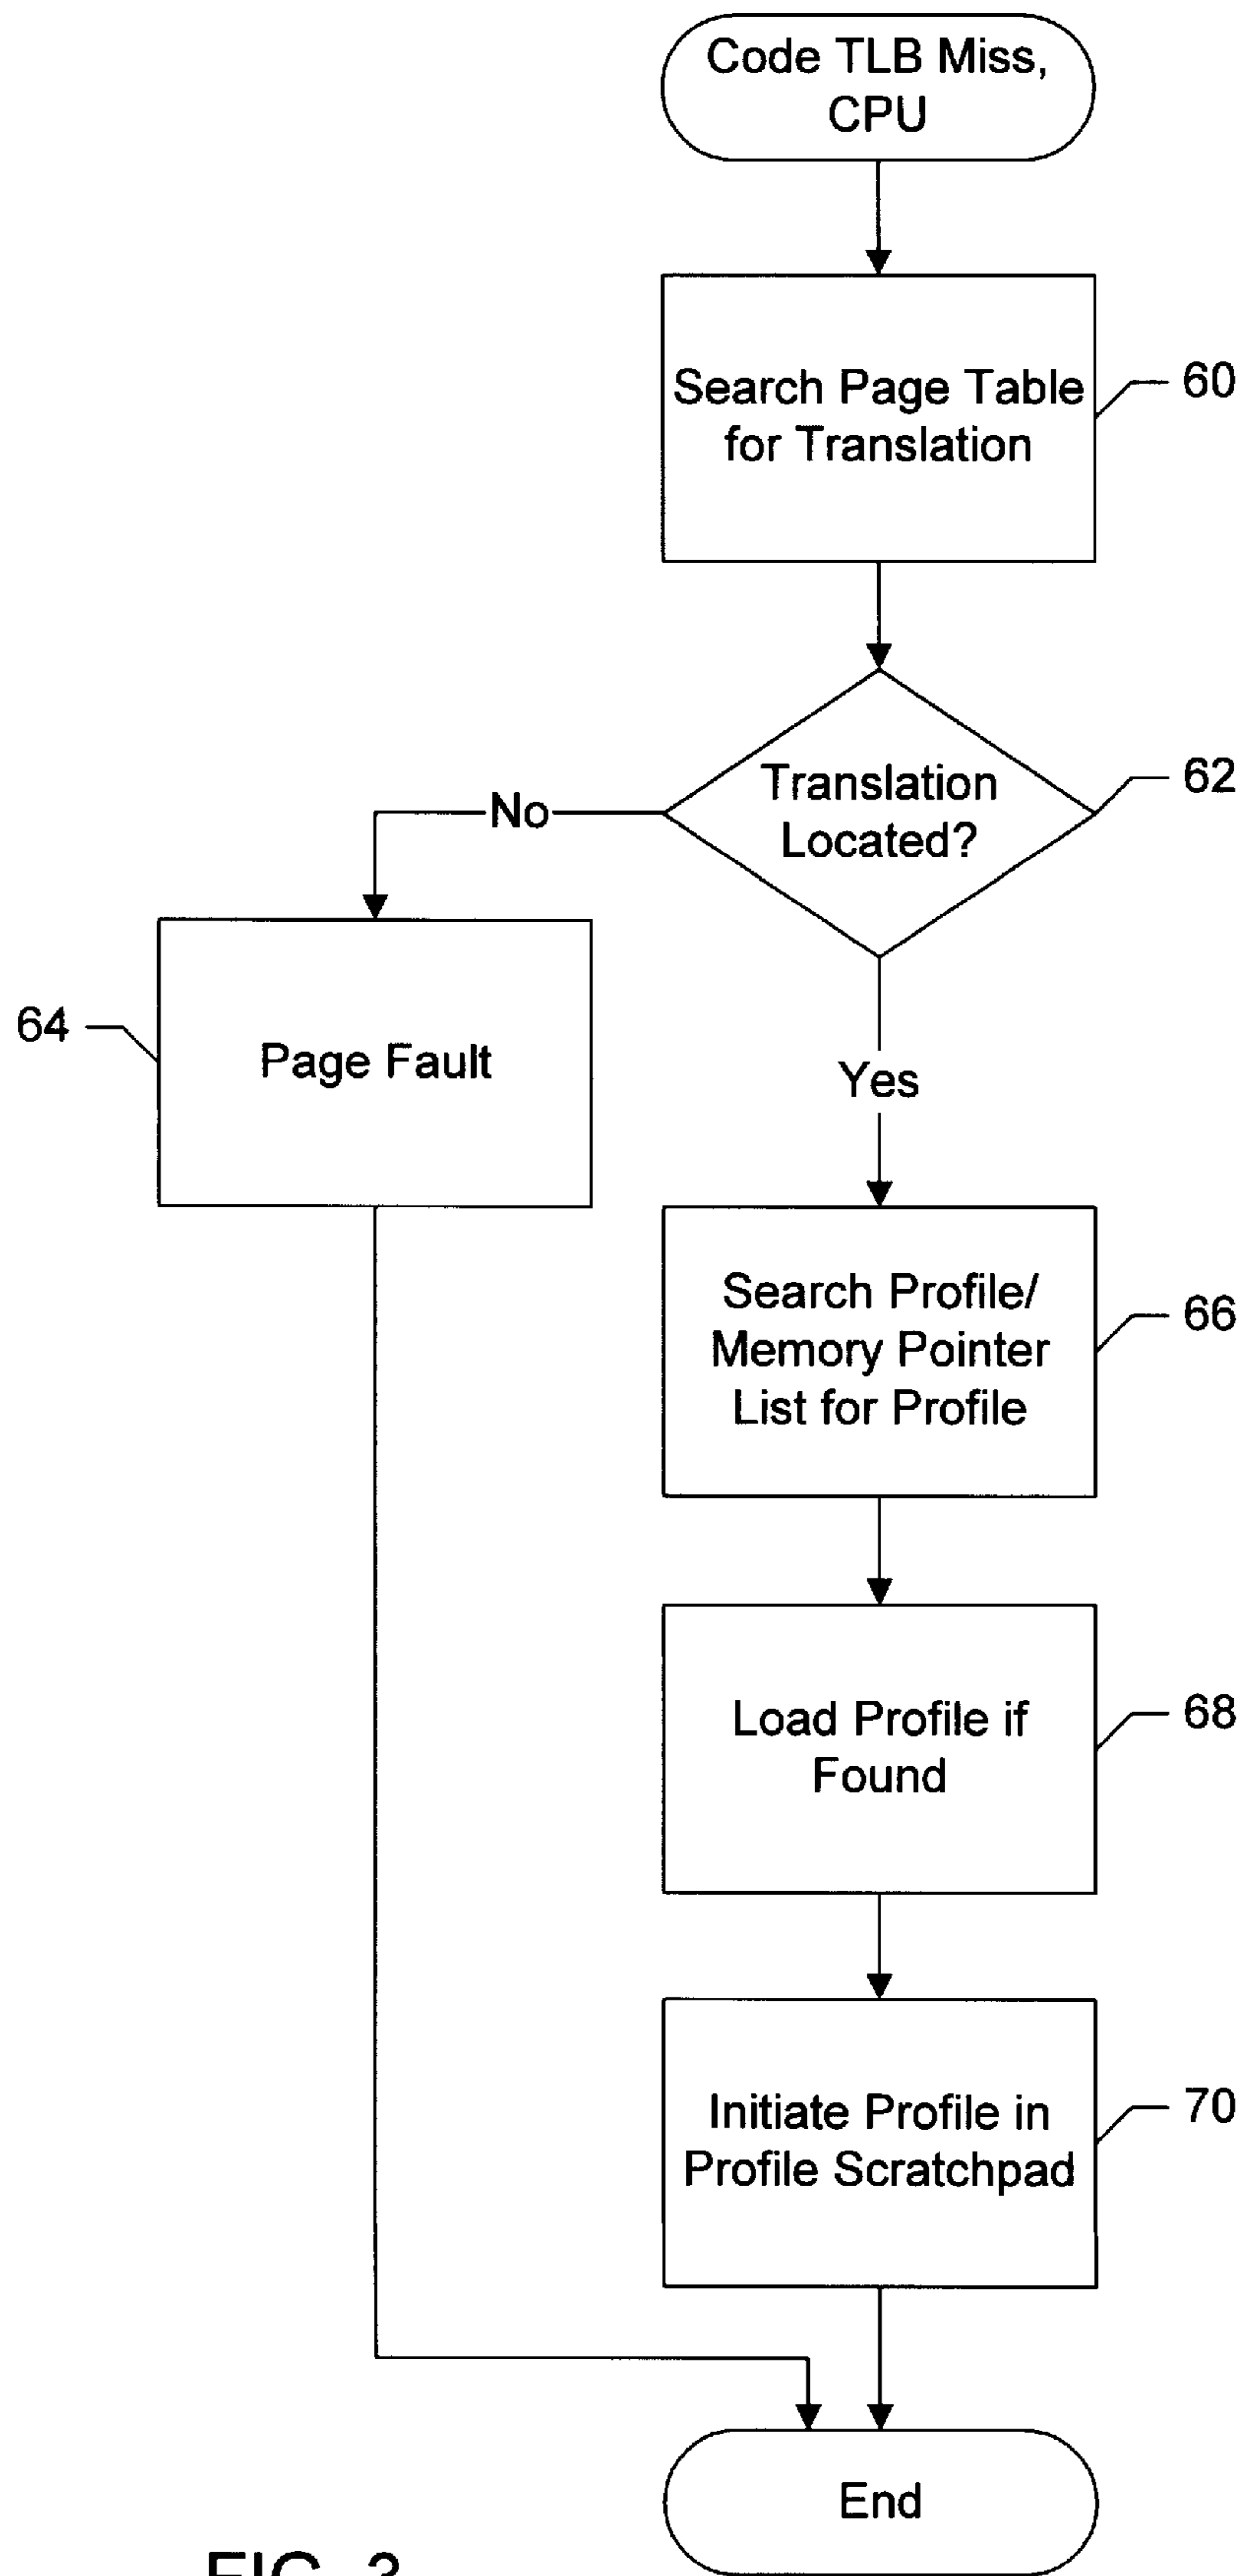 Code TLB Miss,
CPU
Search Page Table
for Translation
60
Translation
Located?
62
No
64
Page Fault
Yes
Search Profile/
Memory Pointer
List for Profile
66
Load Profile if
Found
68
Initiate Profile in
Profile Scratchpad
70
End
FIG. 3